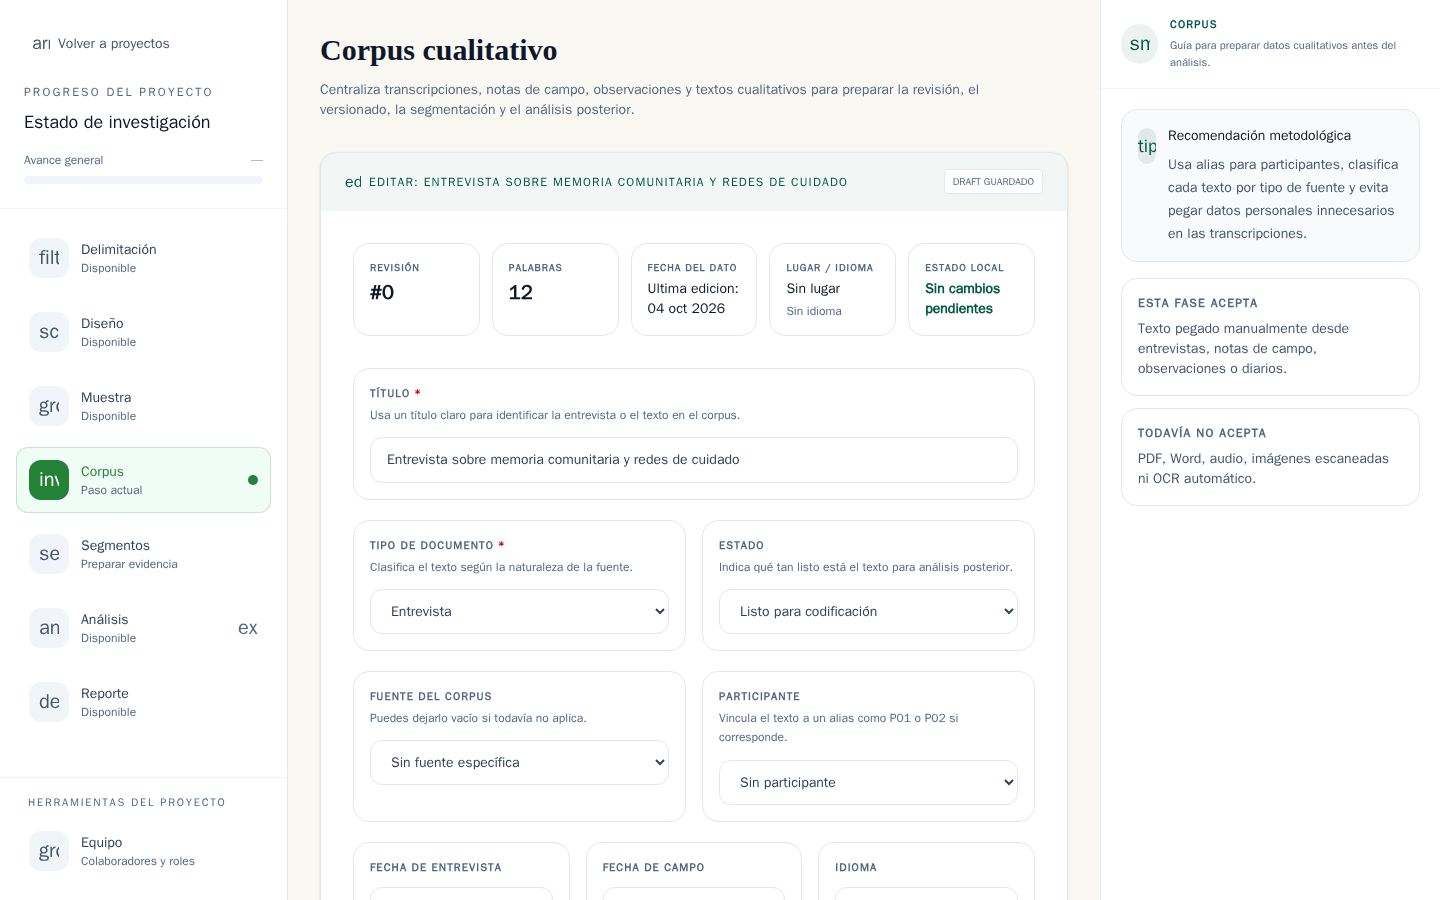 arı Volver a proyectos
PROGRESO DEL PROYECTO
Estado de investigación
Avance general —
filt Delimitación
Disponible
sc Diseño
Disponible
gro Muestra
Disponible
inv Corpus
Paso actual
se Segmentos
Preparar evidencia
an Análisis ex
Disponible
de Reporte
Disponible
HERRAMIENTAS DEL PROYECTO
gro Equipo
Colaboradores y roles
Corpus cualitativo
Centraliza transcripciones, notas de campo, observaciones y textos cualitativos para preparar la revisión, el
versionado, la segmentación y el análisis posterior.
ed EDITAR: ENTREVISTA SOBRE MEMORIA COMUNITARIA Y REDES DE CUIDADO
DRAFT GUARDADO
REVISIÓN
#0
PALABRAS
12
FECHA DEL DATO
Ultima edicion:
04 oct 2026
LUGAR / IDIOMA
Sin lugar
Sin idioma
ESTADO LOCAL
Sin cambios
pendientes
TÍTULO *
Usa un título claro para identificar la entrevista o el texto en el corpus.
Entrevista sobre memoria comunitaria y redes de cuidado
TIPO DE DOCUMENTO *
Clasifica el texto según la naturaleza de la fuente.
Entrevista
ESTADO
Indica qué tan listo está el texto para análisis posterior.
Listo para codificación
FUENTE DEL CORPUS
Puedes dejarlo vacío si todavía no aplica.
Sin fuente específica
PARTICIPANTE
Vincula el texto a un alias como P01 o P02 si
corresponde.
Sin participante
FECHA DE ENTREVISTA
FECHA DE CAMPO
IDIOMA
sm CORPUS
Guía para preparar datos cualitativos antes del
análisis.
tip Recomendación metodológica
Usa alias para participantes, clasifica
cada texto por tipo de fuente y evita
pegar datos personales innecesarios
en las transcripciones.
ESTA FASE ACEPTA
Texto pegado manualmente desde
entrevistas, notas de campo,
observaciones o diarios.
TODAVÍA NO ACEPTA
PDF, Word, audio, imágenes escaneadas
ni OCR automático.